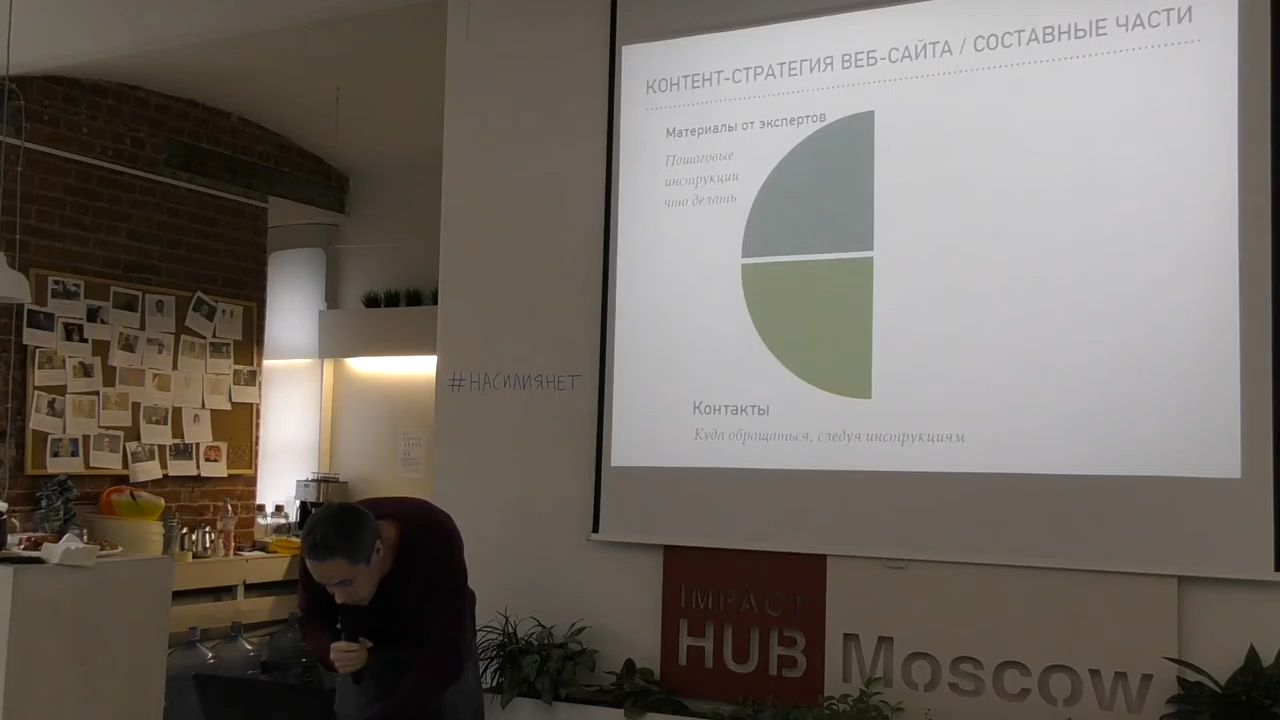 КОНТЕНТ-СТРАТЕГИЯ ВЕБ-САЙТА / СОСТАВНЫЕ ЧАСТИ
Материалы от экспертов
Пошаговые
инструкции
что делать
#НАСИЛИЯНЕТ
Контакты
Куда обращаться, следуя инструкциям
IMPACT
HUB Moscow